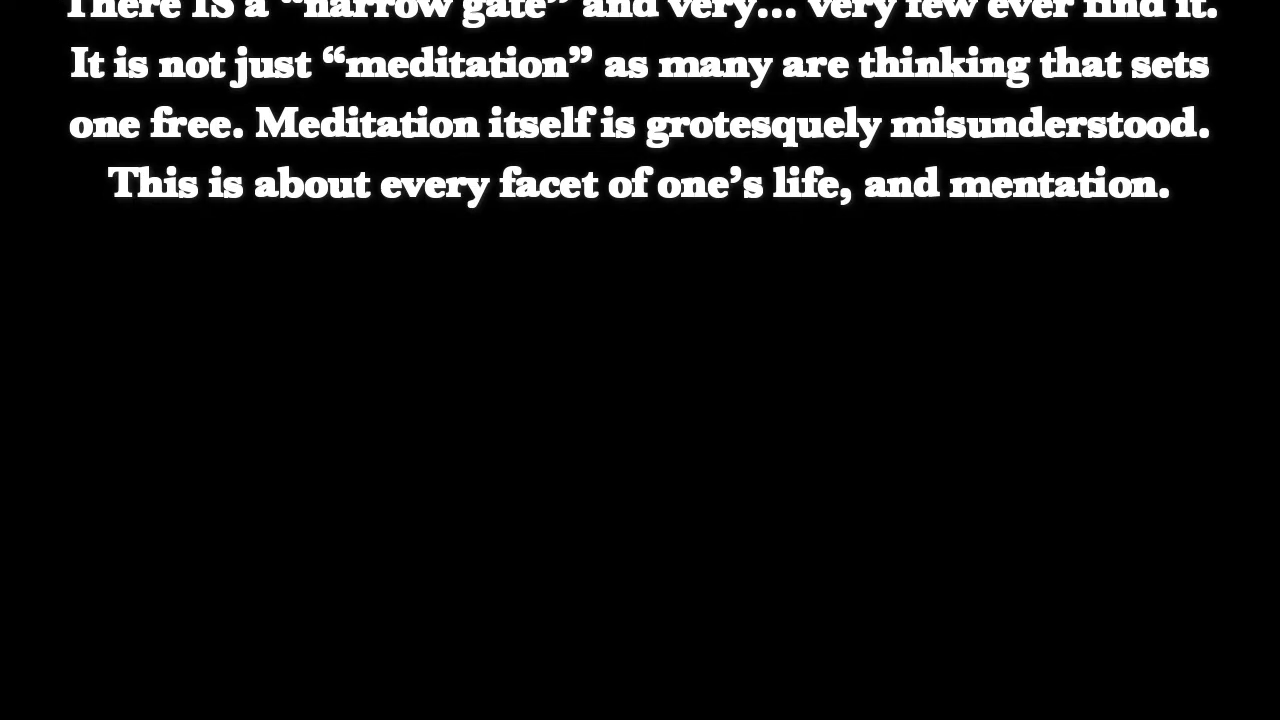 There IS a “narrow gate” and very... very few ever find it.
It is not just “meditation” as many are thinking that sets
one free. Meditation itself is grotesquely misunderstood.
This is about every facet of one’s life, and mentation.